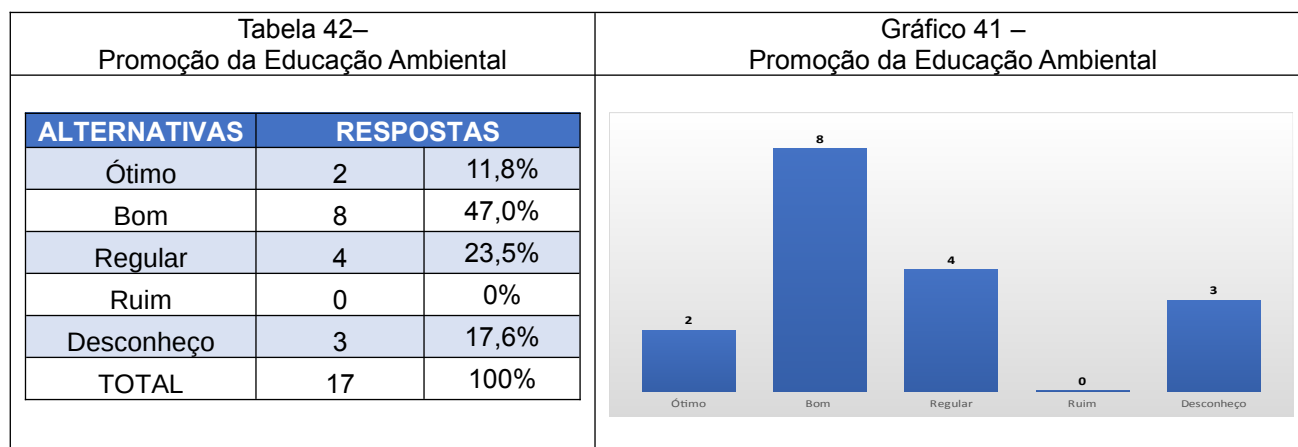 Tabela 42–
Promoção da Educação Ambiental
ALTERNATIVAS RESPOSTAS
Ótimo 2 11,8%
Bom 8 47,0%
Regular 4 23,5%
Ruim 0 0%
Desconheço 3 17,6%
TOTAL 17 100%
Gráfico 41 –
Promoção da Educação Ambiental
2 8 4 0 3
Ótimo Bom Regular Ruim Desconheço